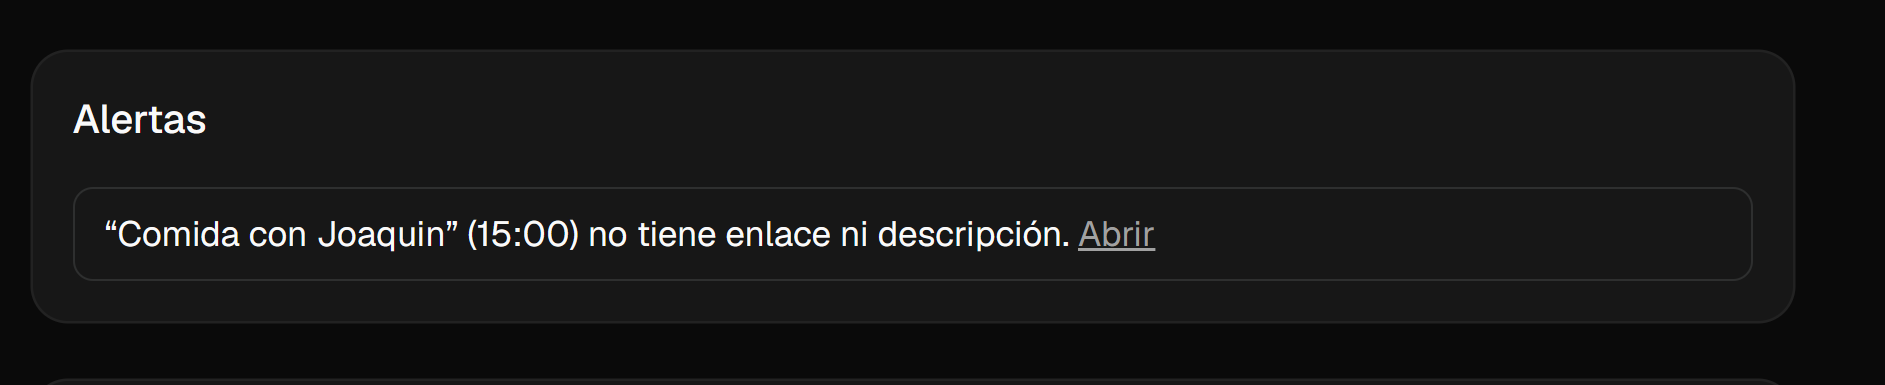 Alertas
“Comida con Joaquin” (15:00) no tiene enlace ni descripción. Abrir